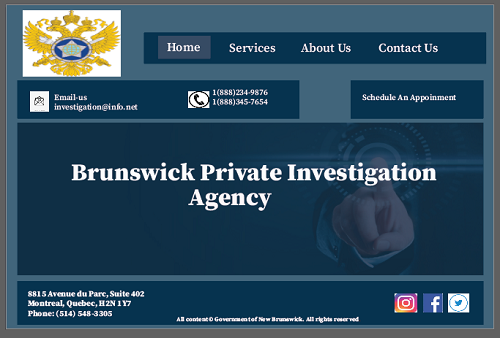 Home Services About Us Contact Us
Email-us
investigation@info.net
1(888)234-9876
1(888)345-7654
Schedule An Appoinment
Brunswick Private Investigation
Agency
8815 Avenue du Parc, Suite 402
Montreal, Quebec, H2N 1Y7
Phone: (514) 548-3305
All content © Government of New Brunswick. All rights reserved